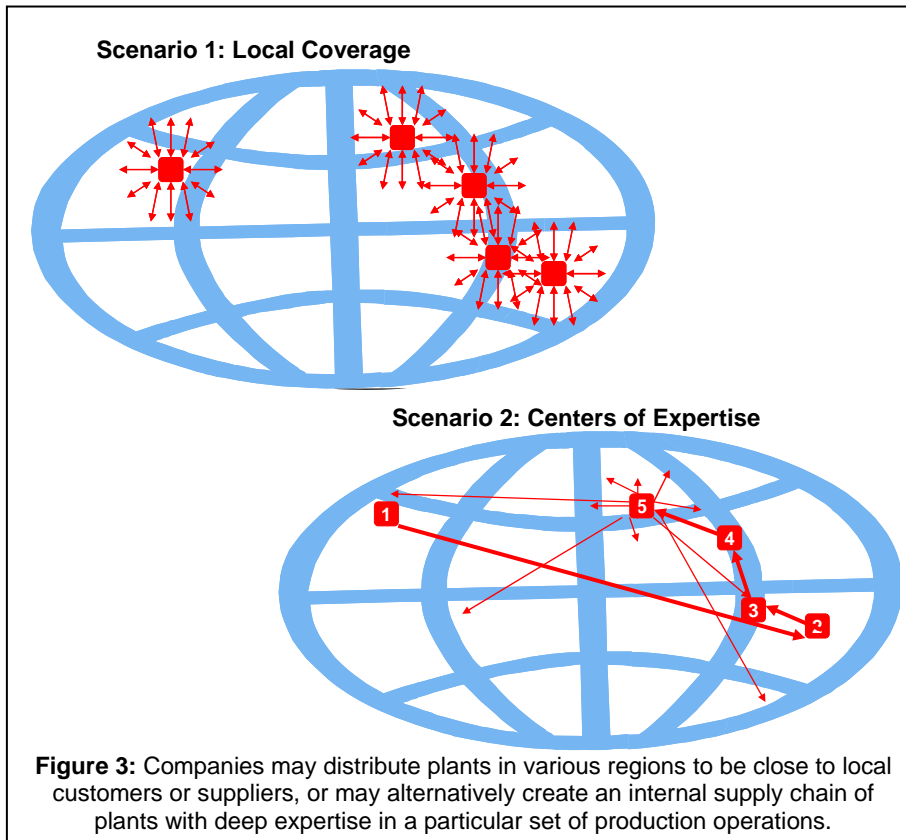 Scenario 1: Local Coverage
Scenario 2: Centers of Expertise
5
1
4
3
2
Figure 3: Companies may distribute plants in various regions to be close to local
customers or suppliers, or may alternatively create an internal supply chain of
plants with deep expertise in a particular set of production operations.